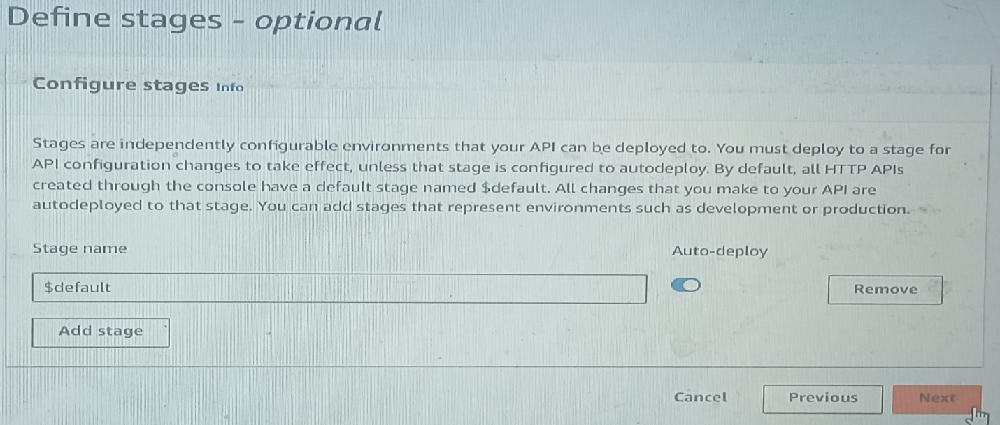 Define stages - optional
Configure stages Info
Stages are independently configurable environments that your API can be deployed to. You must deploy to a stage for
API configuration changes to take effect, unless that stage is configured to autodeploy. By default, all HTTP APIs
created through the console have a default stage named $default. All changes that you make to your API are
autodeployed to that stage. You can add stages that represent environments such as development or production.
Stage name
Auto-deploy
$default
Remove
Add stage
Cancel
Previous
Next